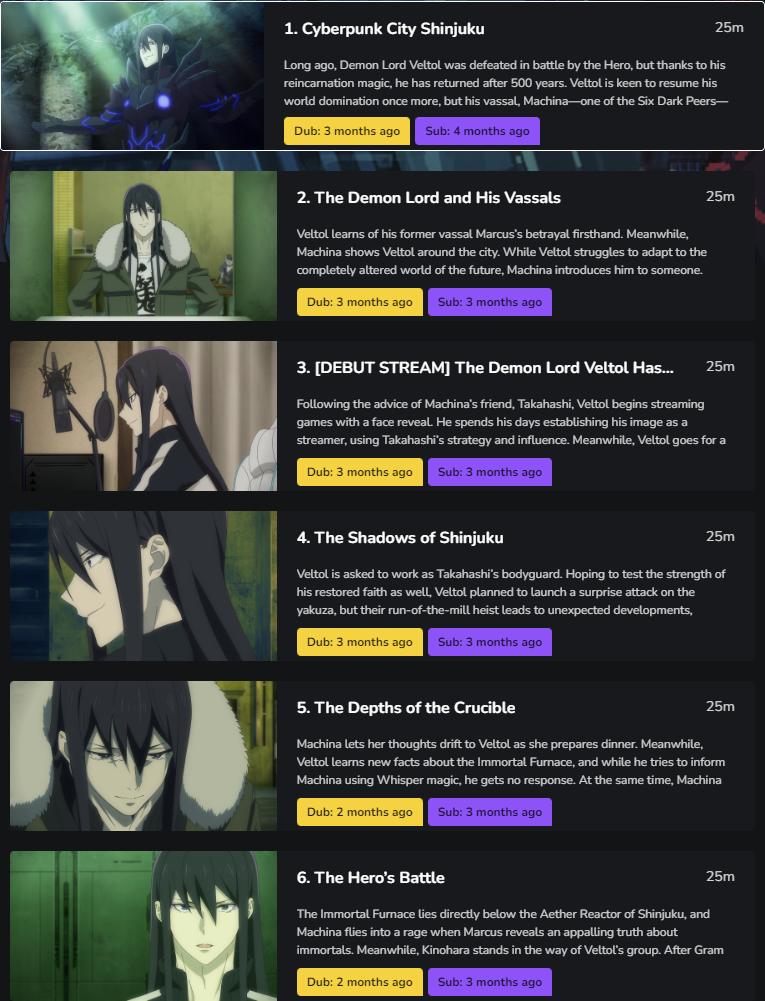 1. Cyberpunk City Shinjuku 25m
Long ago, Demon Lord Veltol was defeated in battle by the Hero, but thanks to his
reincarnation magic, he has returned after 500 years. Veltol is keen to resume his
world domination once more, but his vassal, Machina—one of the Six Dark Peers—
Dub: 3 months ago Sub: 4 months ago
2. The Demon Lord and His Vassals 25m
Veltol learns of his former vassal Marcus’s betrayal firsthand. Meanwhile,
Machina shows Veltol around the city. While Veltol struggles to adapt to the
completely altered world of the future, Machina introduces him to someone.
Dub: 3 months ago Sub: 3 months ago
3. [DEBUT STREAM] The Demon Lord Veltol Has... 25m
Following the advice of Machina’s friend, Takahashi, Veltol begins streaming
games with a face reveal. He spends his days establishing his image as a
streamer, using Takahashi’s strategy and influence. Meanwhile, Veltol goes for a
Dub: 3 months ago Sub: 3 months ago
4. The Shadows of Shinjuku 25m
Veltol is asked to work as Takahashi’s bodyguard. Hoping to test the strength of
his restored faith as well, Veltol planned to launch a surprise attack on the
yakuza, but their run-of-the-mill heist leads to unexpected developments,
Dub: 3 months ago Sub: 3 months ago
5. The Depths of the Crucible 25m
Machina lets her thoughts drift to Veltol as she prepares dinner. Meanwhile,
Veltol learns new facts about the Immortal Furnace, and while he tries to inform
Machina using Whisper magic, he gets no response. At the same time, Machina
Dub: 2 months ago Sub: 3 months ago
6. The Hero’s Battle 25m
The Immortal Furnace lies directly below the Aether Reactor of Shinjuku, and
Machina flies into a rage when Marcus reveals an appalling truth about
immortals. Meanwhile, Kinohara stands in the way of Veltol’s group. After Gram
Dub: 2 months ago Sub: 3 months ago